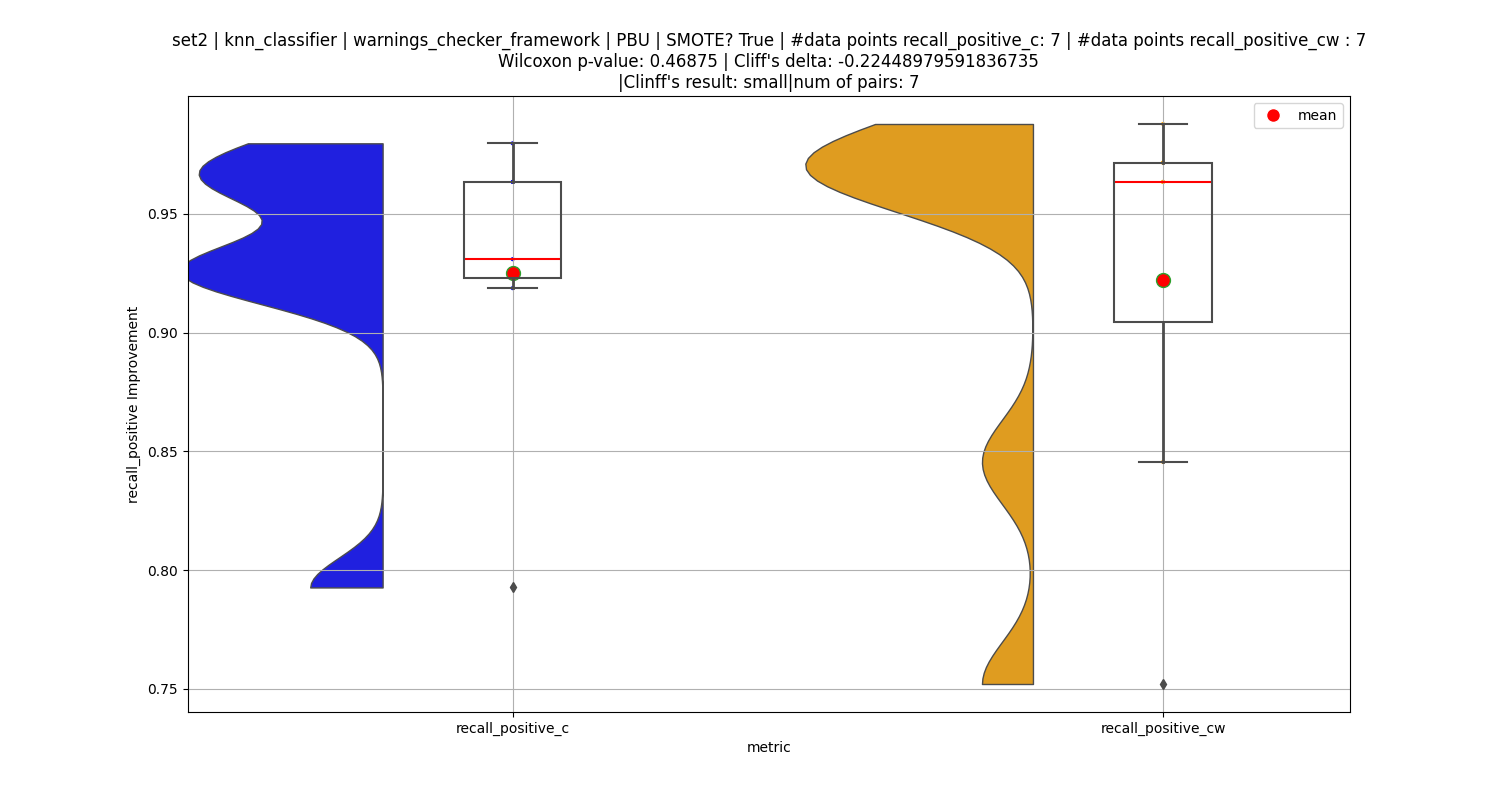 set2 | knn_classifier | warnings_checker_framework | PBU | SMOTE? True | #data points recall_positive_c: 7 | #data points recall_positive_cw : 7
Wilcoxon p-value: 0.46875 | Cliff's delta: -0.22448979591836735
|Clinff's result: small|num of pairs: 7
mean
0.95
0.90
0.85
0.80
0.75
recall_positive Improvement
recall_positive_c
recall_positive_cw
metric